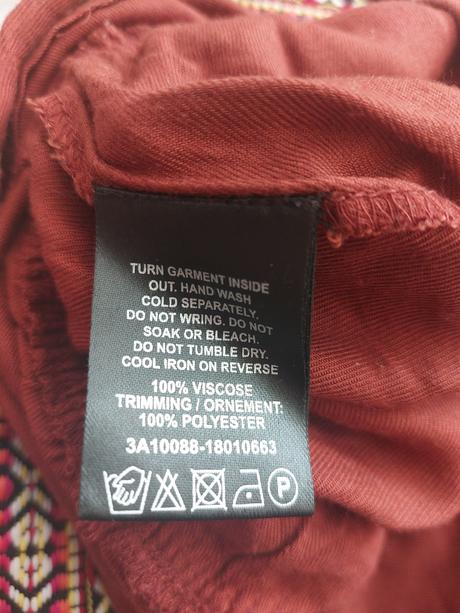 TURN GARMENT INSIDE
OUT. HAND WASH
COLD SEPARATELY.
DO NOT WRING. DO NOT
SOAK OR BLEACH.
DO NOT TUMBLE DRY.
COOL IRON ON REVERSE
100% VISCOSE
TRIMMING / ORNEMENT:
100% POLYESTER
3A10088-18010663
P